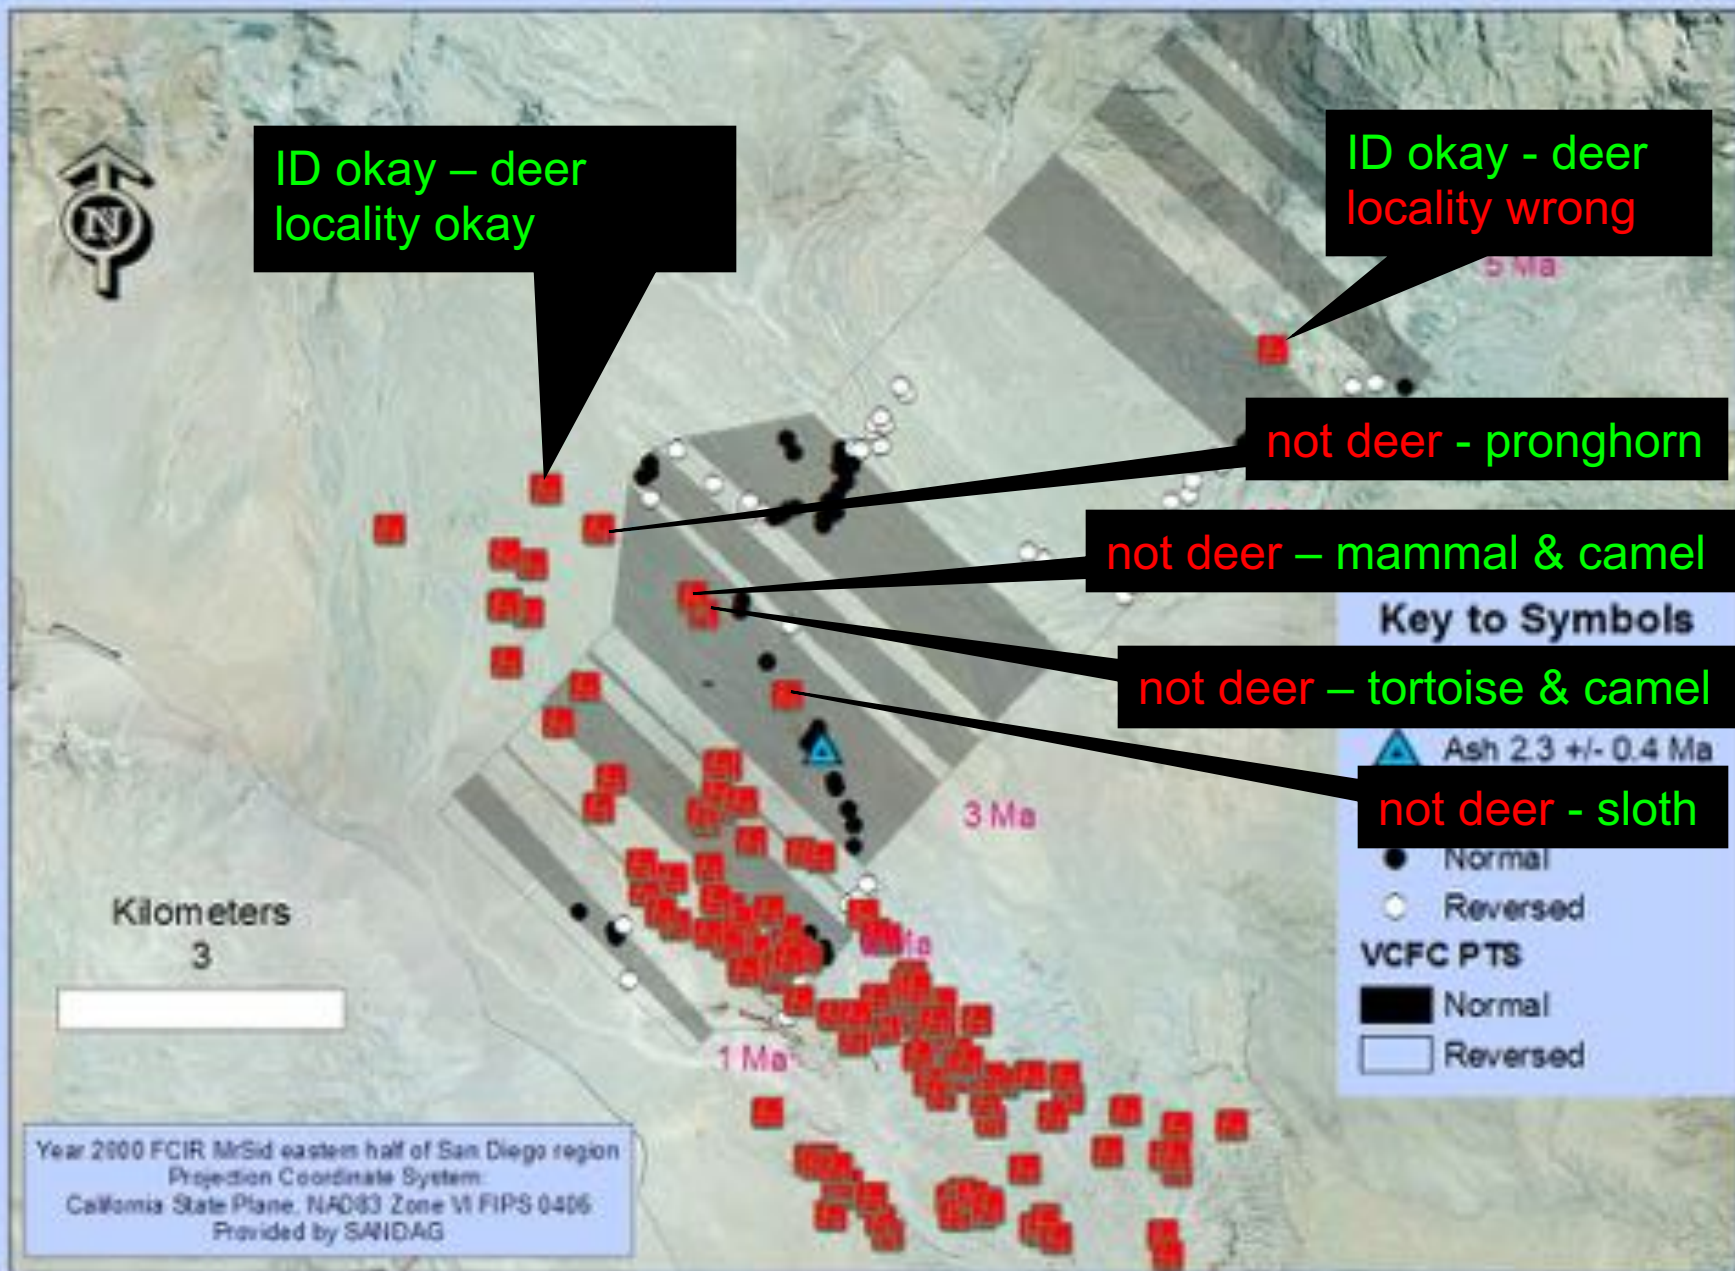 ID okay – deer
locality okay
ID okay - deer
locality wrong
N
5 Ma
not deer - pronghorn
not deer – mammal & camel
Key to Symbols
not deer – tortoise & camel
Ash 2.3 +/- 0.4 Ma
not deer - sloth
3 Ma
Normal
Reversed
Kilometers
3
Ma
VCFC PTS
Normal
Reversed
1 Ma
Year 2000 FCIR MrSid eastern half of San Diego region
Projection Coordinate System:
California State Plane, NAD83 Zone VI FIPS 0406
Provided by SANDAG